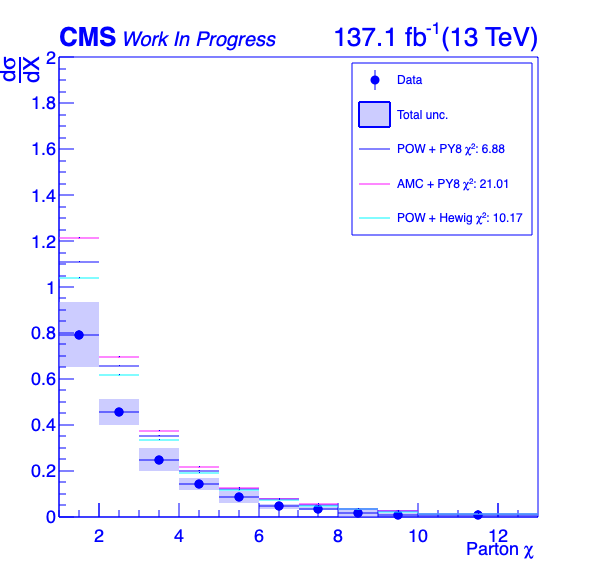 CMS Work In Progress 137.1 fb⁻¹(13 TeV)
dσ
dX
2
1.8
1.6
1.4
1.2
1
0.8
0.6
0.4
0.2
0
Data
Total unc.
POW + PY8 χ²: 6.88
AMC + PY8 χ²: 21.01
POW + Hewig χ²: 10.17
2 4 6 8 10 12
Parton χ